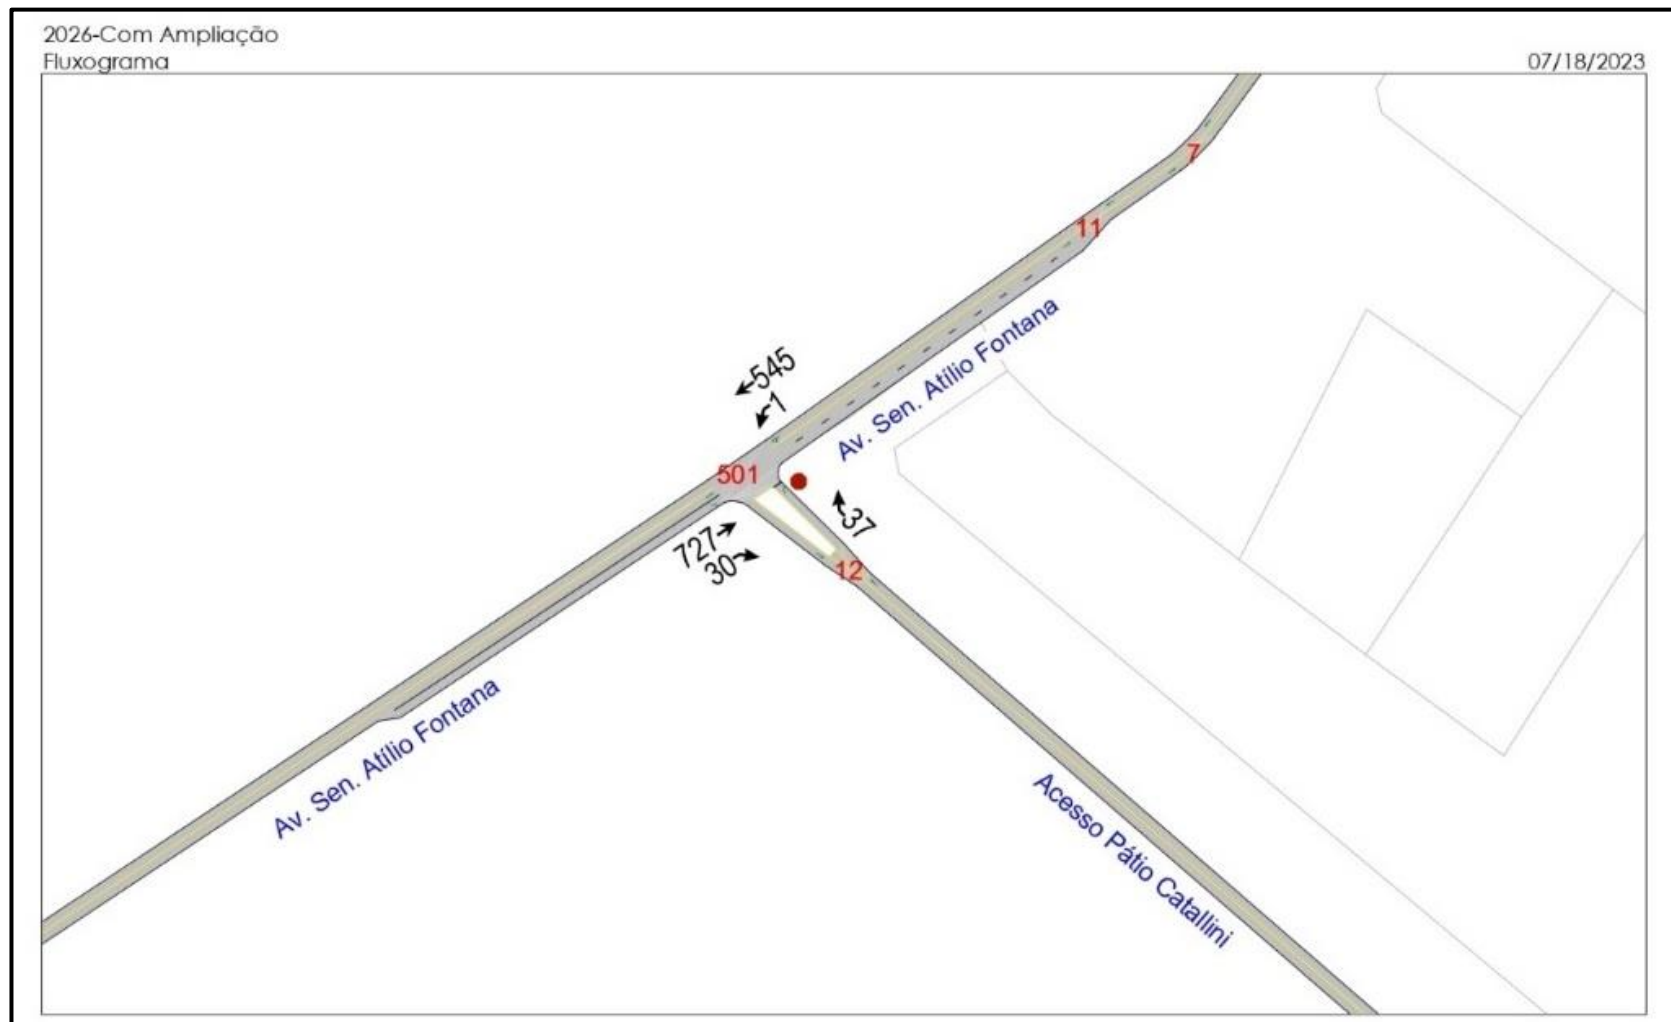 2026-Com Ampliação
Fluxograma
07/18/2023
7
11
Av. Sen. Atílio Fontana
545
1
501
37
727
30
12
Av. Sen. Atílio Fontana
Acesso Pátio Catallini